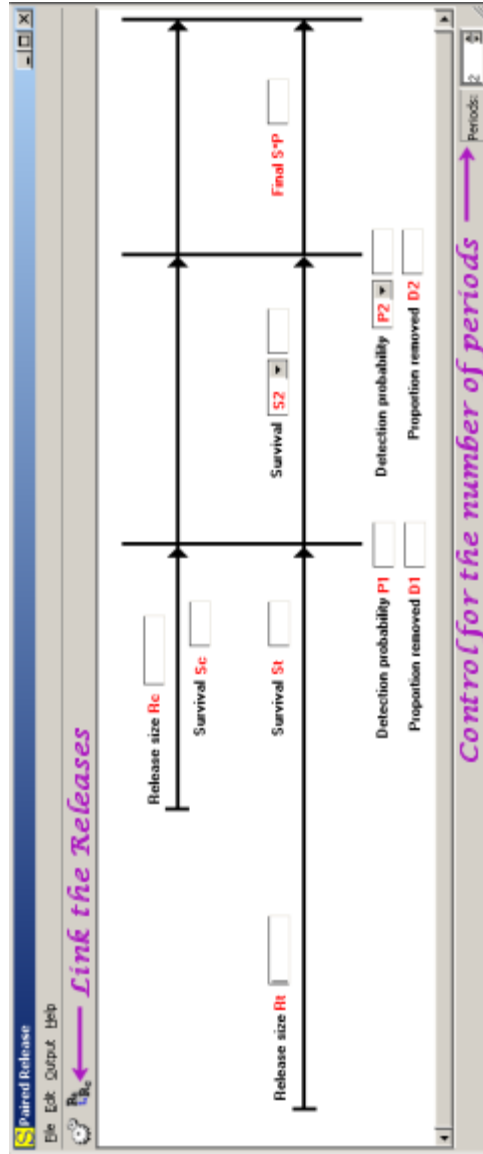 Paired Release
File Edit Output Help
Rt
Rc
Link the Releases
Release size Rc
Survival Sc
Release size Rt
Survival St
Survival S2
Final S*P
Detection probability P1
Proportion removed D1
Detection probability P2
Proportion removed D2
Control for the number of periods
Periods: 2